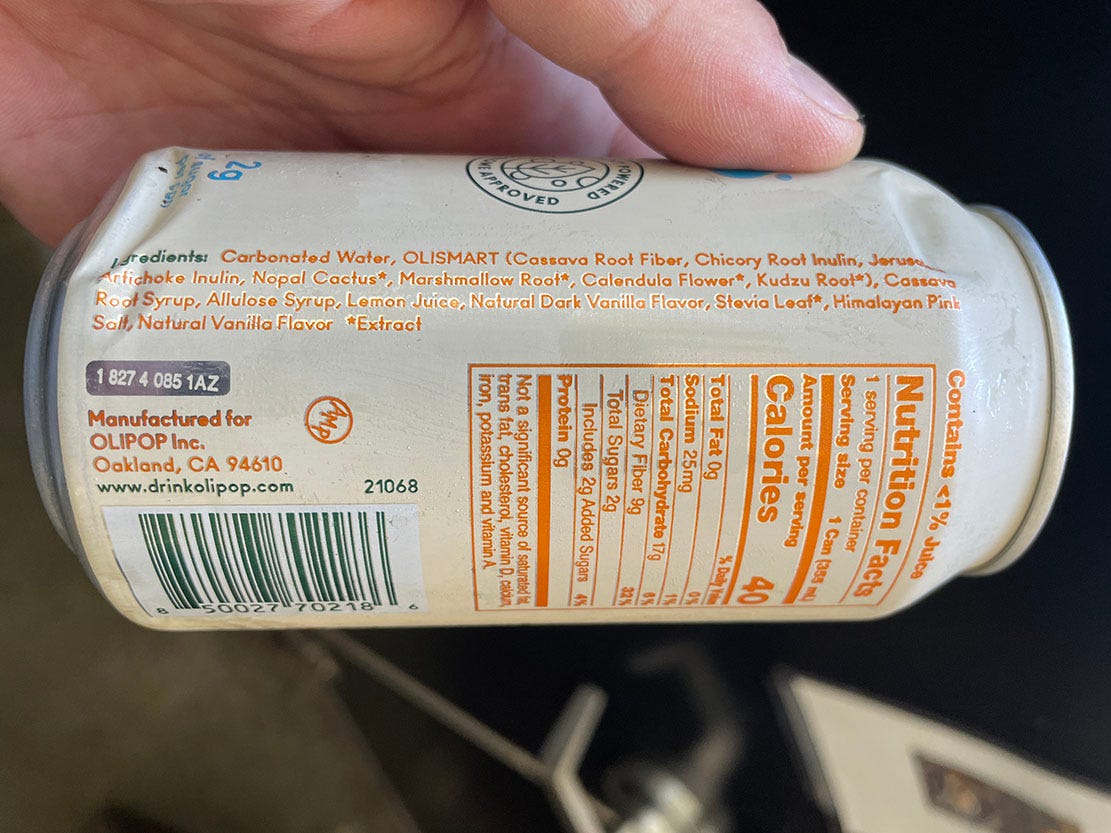 2g
of sugar
APPROVED
POWERED
Ingredients: Carbonated Water, OLISMART (Cassava Root Fiber, Chicory Root Inulin,
Artichoke Inulin, Nopal Cactus*, Marshmallow Root*, Calendula Flower*, Kudzu Root*), Cassava
Root Syrup, Allulose Syrup, Lemon Juice, Natural Dark Vanilla Flavor, Stevia Leaf*, Himalayan Pink
Salt, Natural Vanilla Flavor *Extract
1 827 4 085 1AZ
Manufactured for
OLIPOP Inc.
Oakland, CA 94610
www.drinkolipop.com
21068
8 50027 70218 6
Contains <1% Juice
Nutrition Facts
1 serving per container
Serving size 1 Can (355 mL)
Amount per serving
Calories 40
% Daily
Total Fat 0g 0%
Sodium 25mg 1%
Total Carbohydrate 17g 6%
Dietary Fiber 9g 32%
Total Sugars 2g
Includes 2g Added Sugars 4%
Protein 0g
Not a significant source of saturated fat,
trans fat, cholesterol, vitamin D, calcium,
iron, potassium and vitamin A.